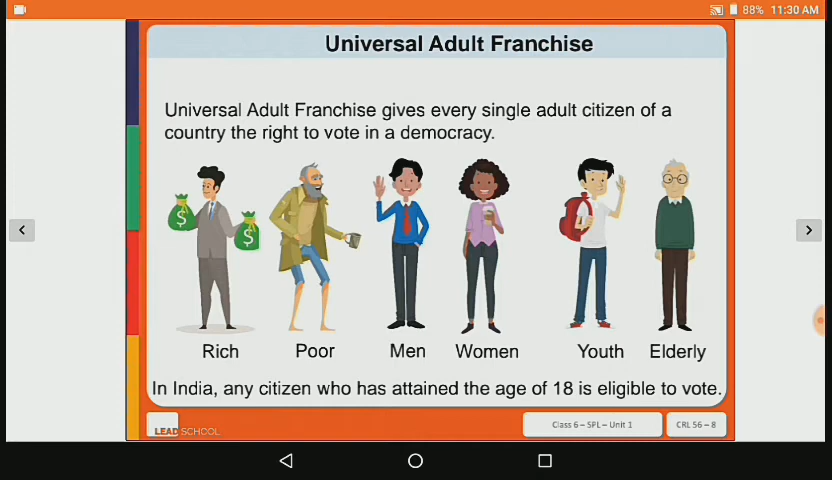 88% 11:30 AM
Universal Adult Franchise
Universal Adult Franchise gives every single adult citizen of a
country the right to vote in a democracy.
$ $
Rich Poor Men Women Youth Elderly
In India, any citizen who has attained the age of 18 is eligible to vote.
LEAD SCHOOL
Class 6 – SPL – Unit 1 CRL 56 – 8